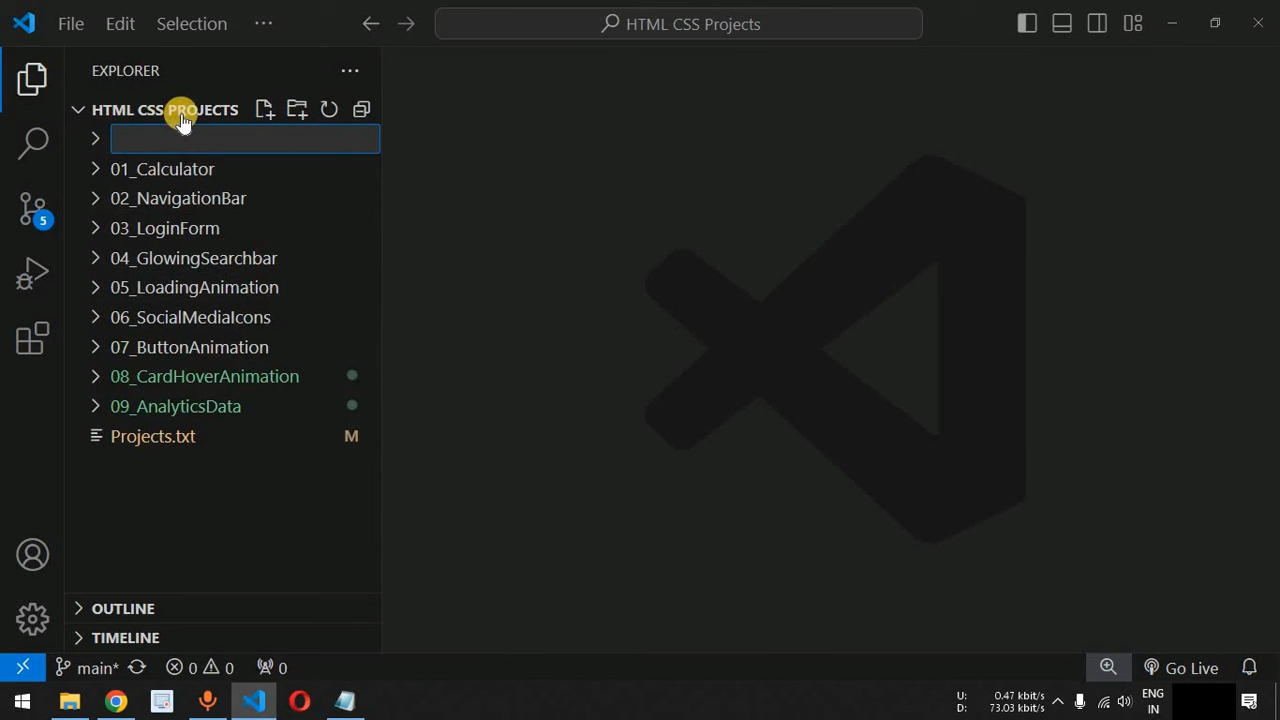 File Edit Selection ··· HTML CSS Projects
EXPLORER
HTML CSS PROJECTS
01_Calculator
02_NavigationBar
03_LoginForm
04_GlowingSearchbar
05_LoadingAnimation
06_SocialMediaIcons
07_ButtonAnimation
08_CardHoverAnimation
09_AnalyticsData
Projects.txt M
5
OUTLINE
TIMELINE
main* 0 0 0 Go Live
U: 0.47 kbit/s
D: 73.03 kbit/s
ENG
IN